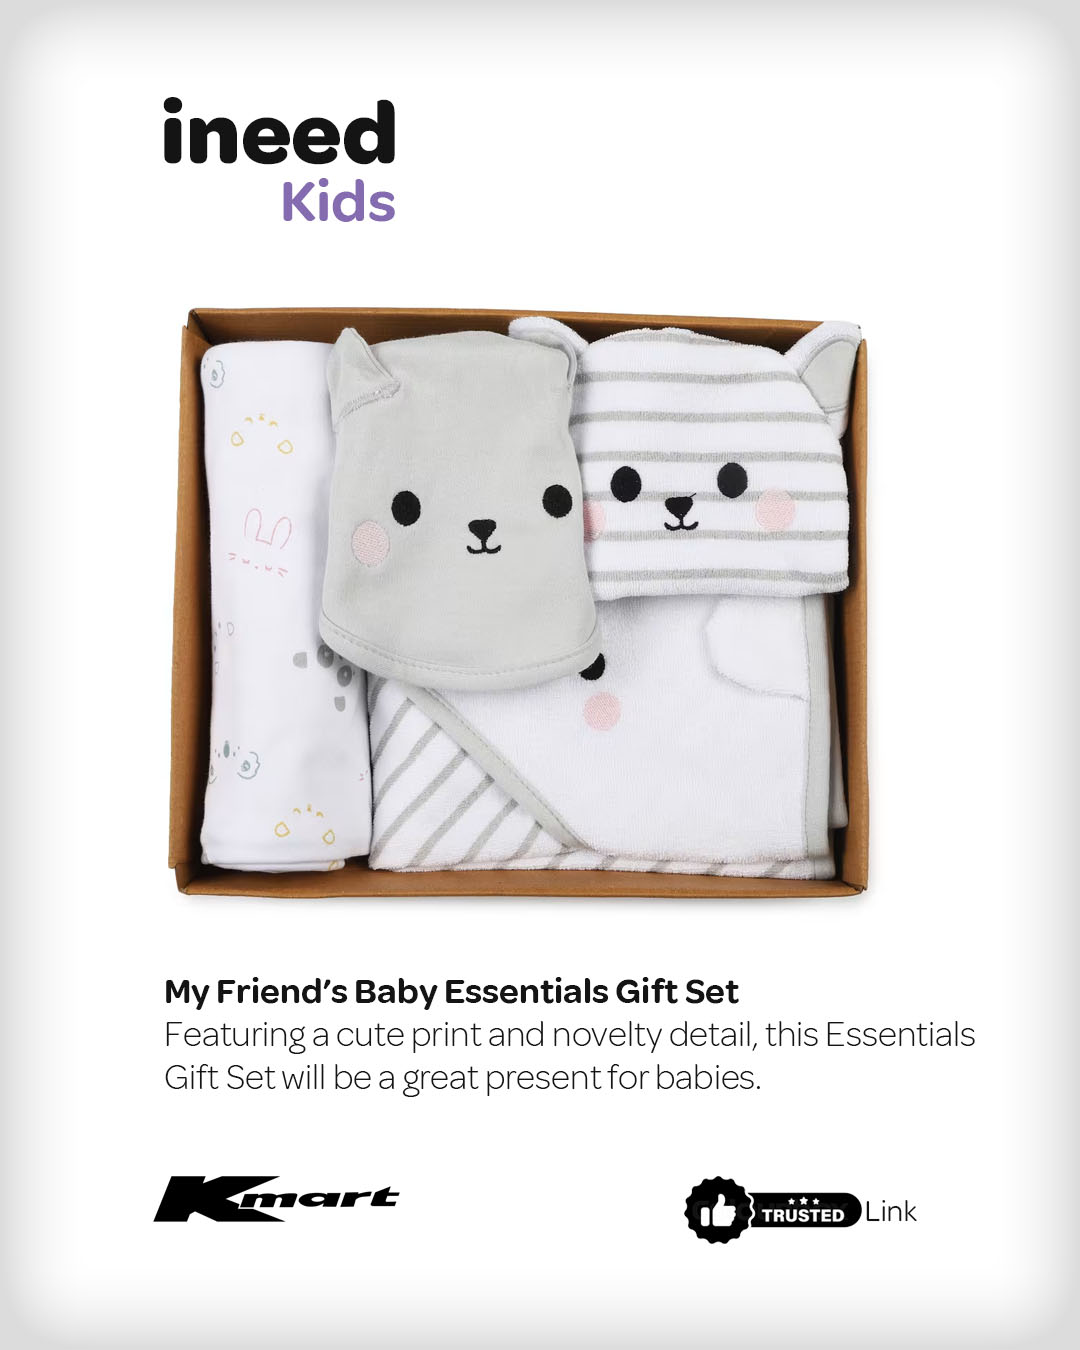 ineed
Kids
My Friend's Baby Essentials Gift Set
Featuring a cute print and novelty detail, this Essentials
Gift Set will be a great present for babies.
Kmart
TRUSTED Link